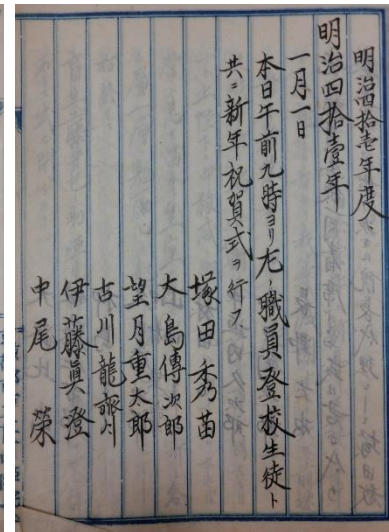 明治四拾壱年度、
明治四拾壹年
一月一日
本日午前九時ヨリ左ノ職員登校生徒ト
共ニ新年祝賀式ヲ行フ、
塚田秀苗
大島傳次郎
望月重太郎
古川龍
伊藤眞澄
中尾榮